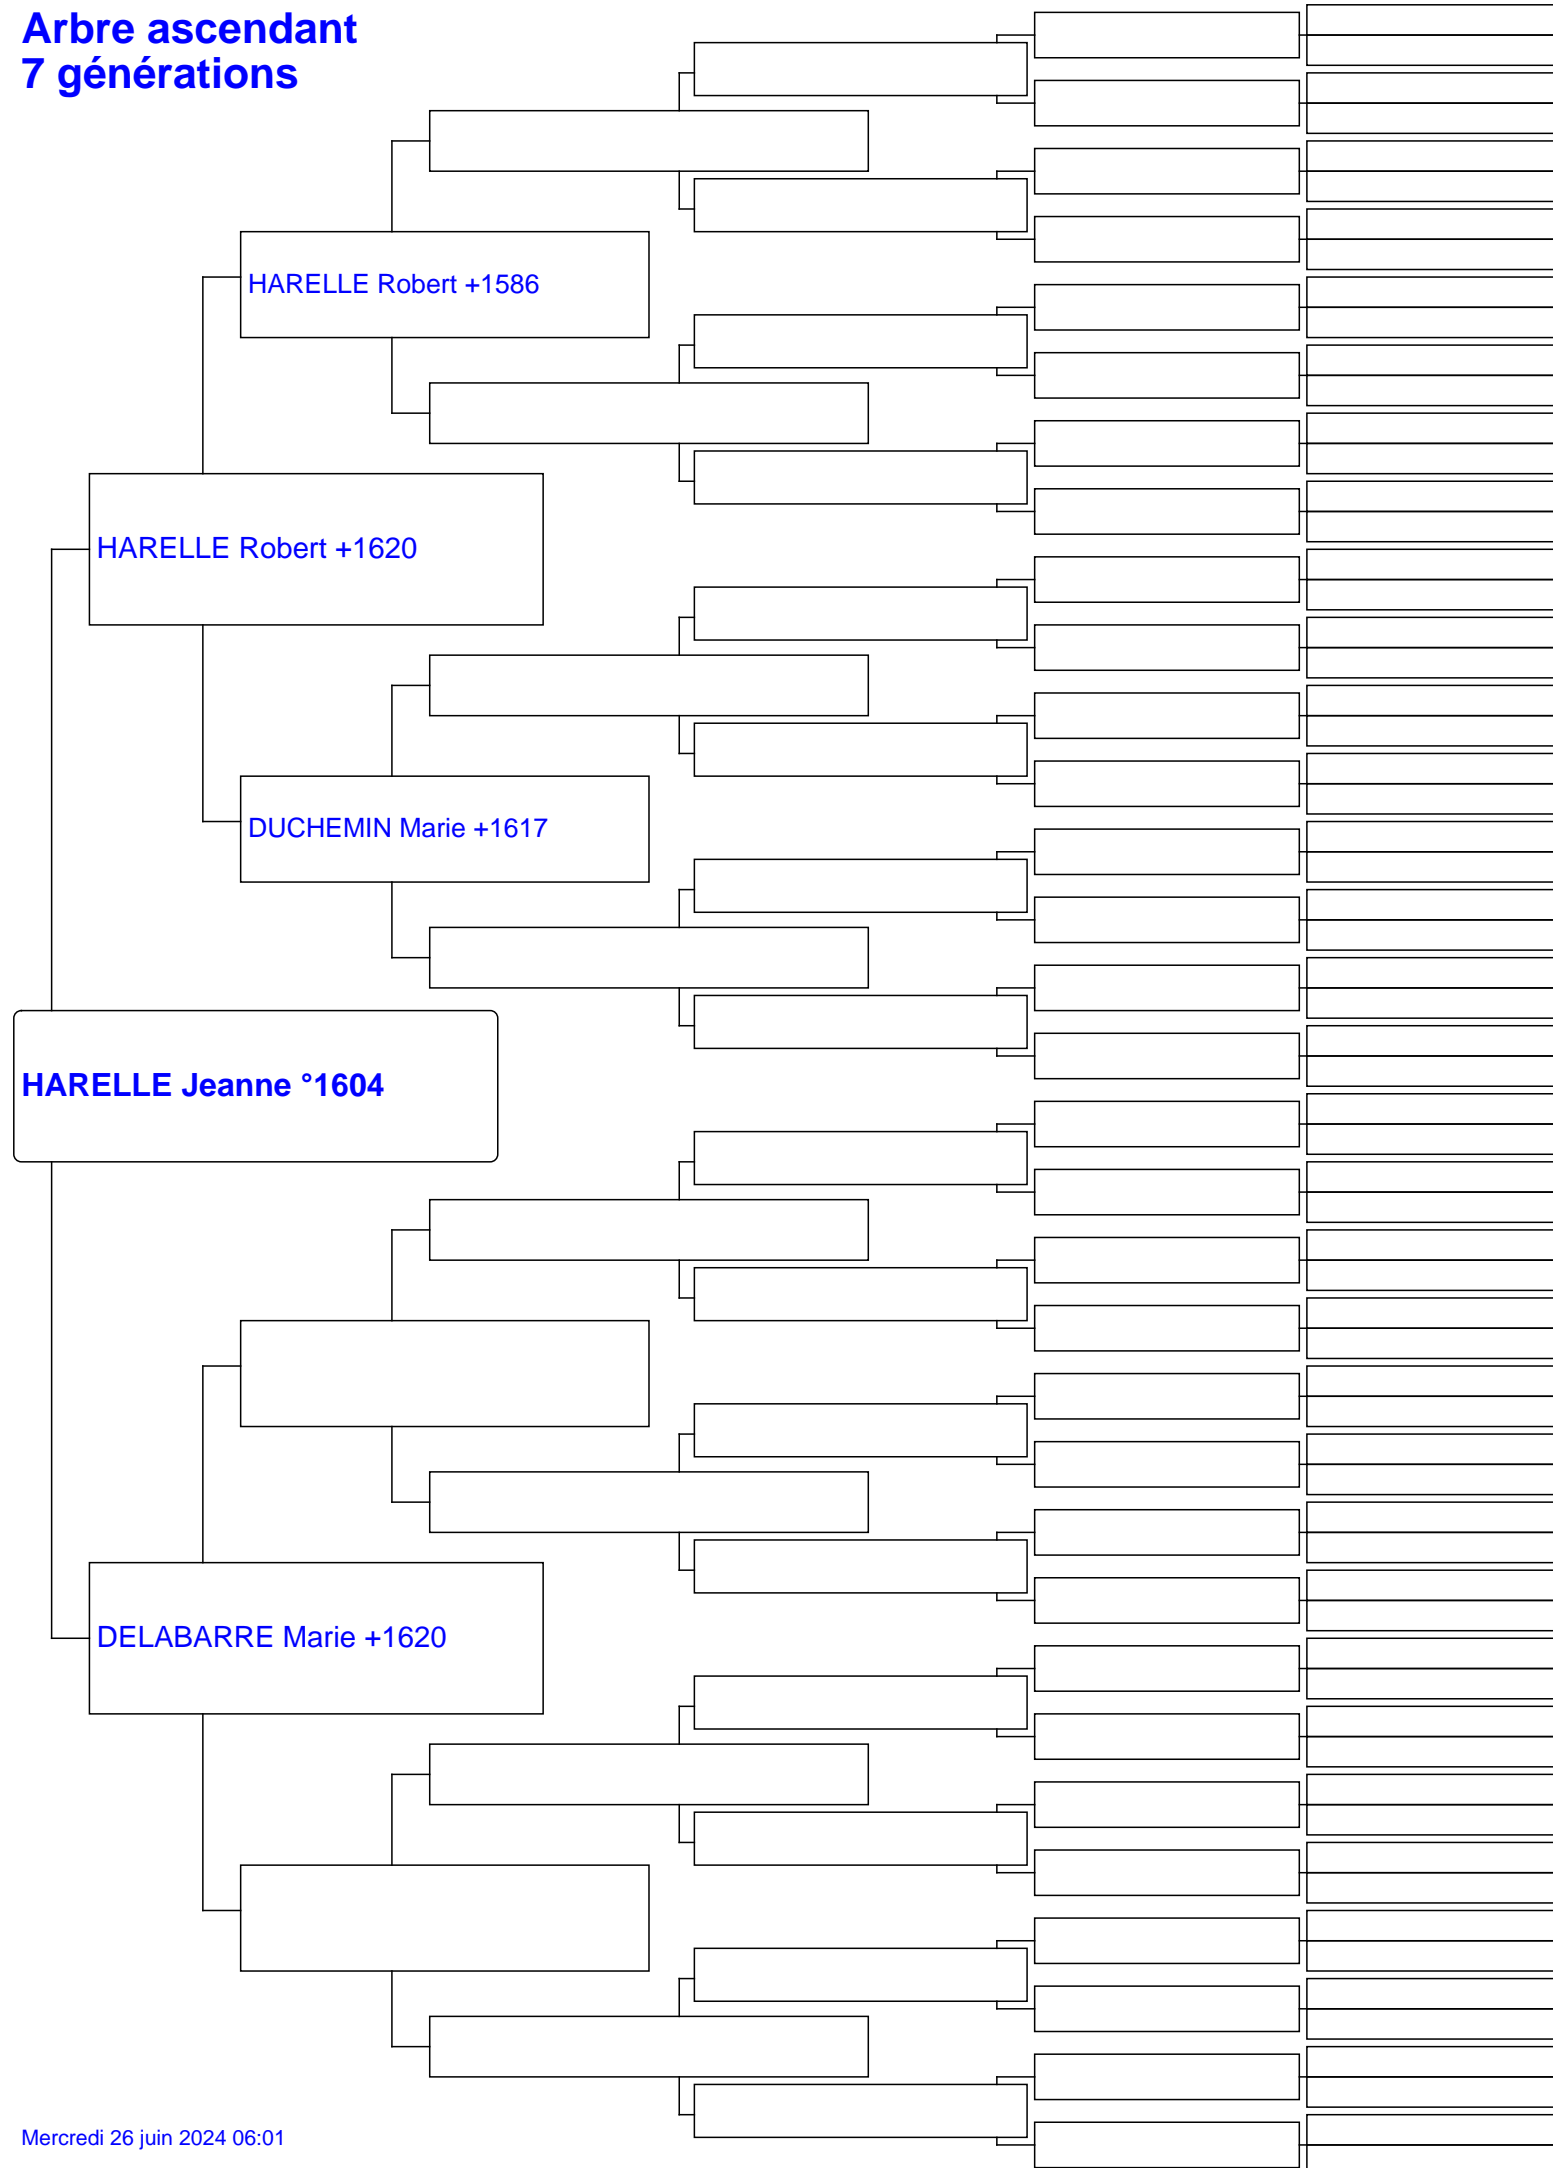 Arbre ascendant
7 générations
HARELLE Robert +1586
HARELLE Robert +1620
DUCHEMIN Marie +1617
HARELLE Jeanne °1604
DELABARRE Marie +1620
Mercredi 26 juin 2024 06:01